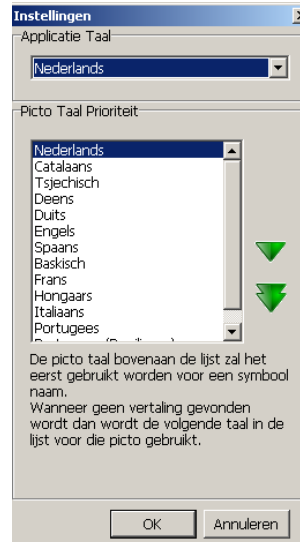 Instellingen
Applicatie Taal
Nederlands
Picto Taal Prioriteit
Nederlands
Catalaans
Tsjechisch
Deens
Duits
Engels
Spaans
Baskisch
Frans
Hongaars
Italiaans
Portugees
De picto taal bovenaan de lijst zal het
eerst gebruikt worden voor een symbool
naam.
Wanneer geen vertaling gevonden
wordt dan wordt de volgende taal in de
lijst voor die picto gebruikt.
OK Annuleren